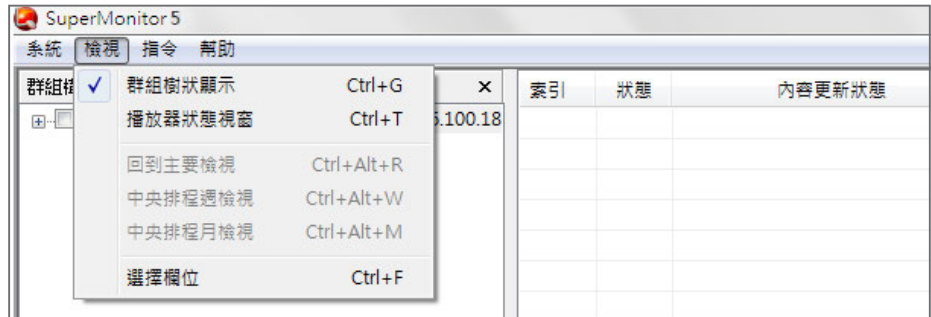 SuperMonitor 5
系統 檢視 指令 幫助
群組樹狀顯示 Ctrl+G
播放器狀態視窗 Ctrl+T
回到主要檢視 Ctrl+Alt+R
中央排程週檢視 Ctrl+Alt+W
中央排程月檢視 Ctrl+Alt+M
選擇欄位 Ctrl+F
群組
.100.18
索引 狀態 內容更新狀態